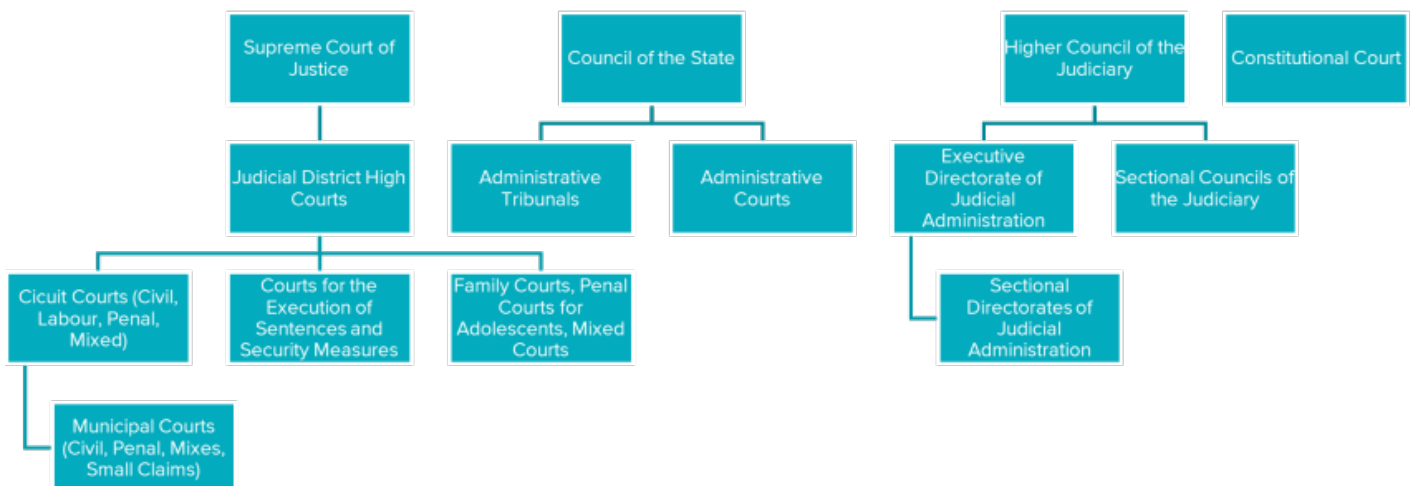 Supreme Court of
Justice
Council of the State
Higher Council of the
Judiciary
Constitutional Court
Judicial District High
Courts
Administrative
Tribunals
Administrative
Courts
Executive
Directorate of
Judicial
Administration
Sectional Councils of
the Judiciary
Cicuit Courts (Civil,
Labour, Penal,
Mixed)
Courts for the
Execution of
Sentences and
Security Measures
Family Courts, Penal
Courts for
Adolescents, Mixed
Courts
Sectional
Directorates of
Judicial
Administration
Municipal Courts
(Civil, Penal, Mixes,
Small Claims)